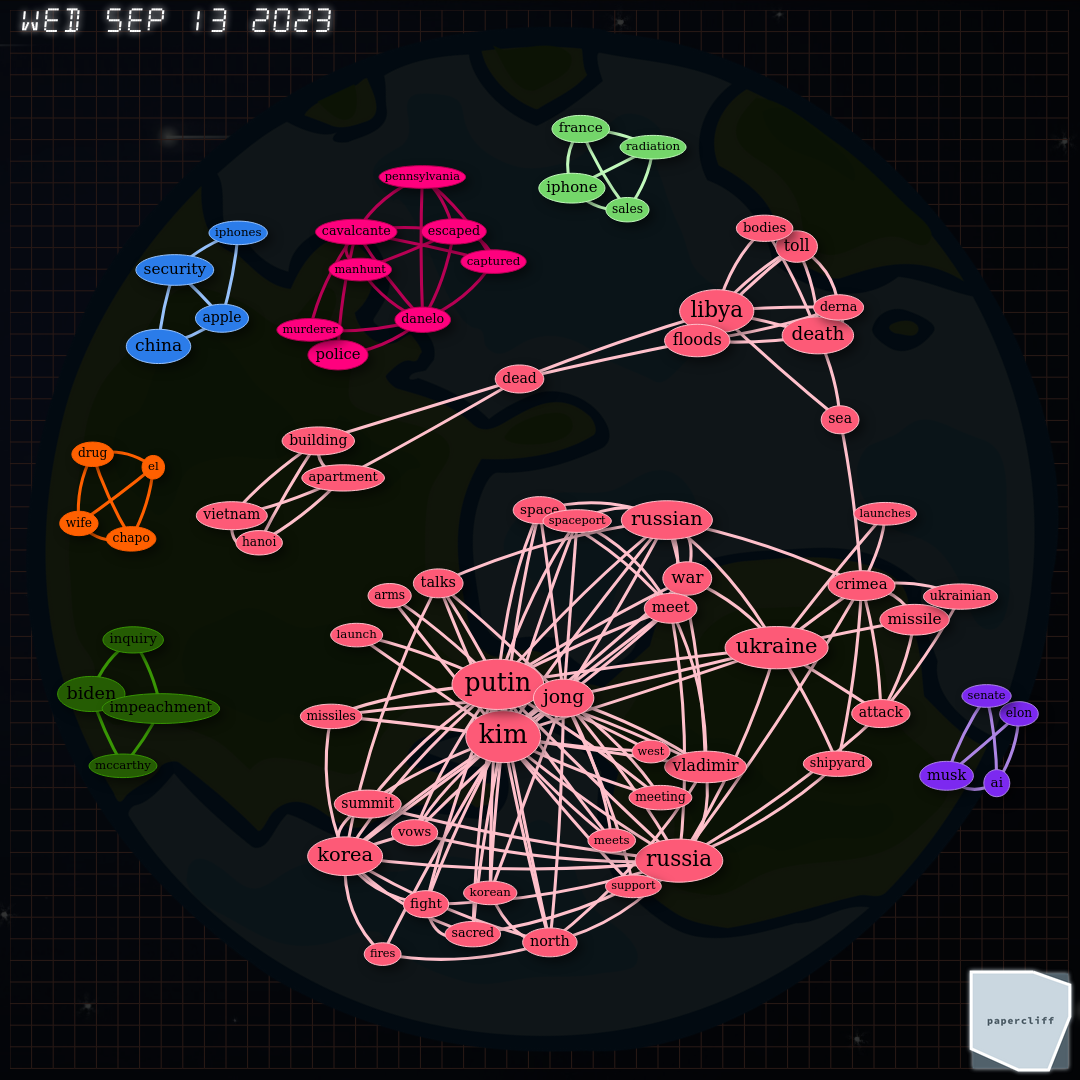 WED SEP 13 2023
france
radiation
iphone
sales
pennsylvania
cavalcante
escaped
captured
manhunt
danelo
murderer
police
iphones
security
apple
china
bodies
toll
libya
derna
floods
death
dead
sea
building
apartment
vietnam
hanoi
drug
el
wife
chapo
space
spaceport
russian
launches
talks
arms
war
meet
crimea
ukrainian
missile
launch
ukraine
inquiry
biden
impeachment
mccarthy
putin
jong
kim
missiles
west
vladimir
attack
shipyard
senate
elon
musk
ai
summit
meeting
vows
meets
korea
russia
support
korean
fight
sacred
north
fires
papercliff